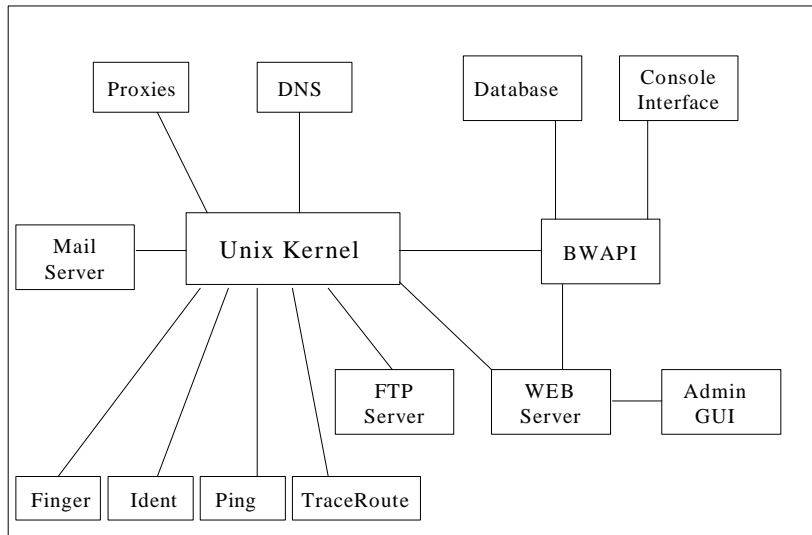 Proxies
DNS
Database
Console
Interface
Mail
Server
Unix Kernel
BWAPI
FTP
Server
WEB
Server
Admin
GUI
Finger
Ident
Ping
TraceRoute